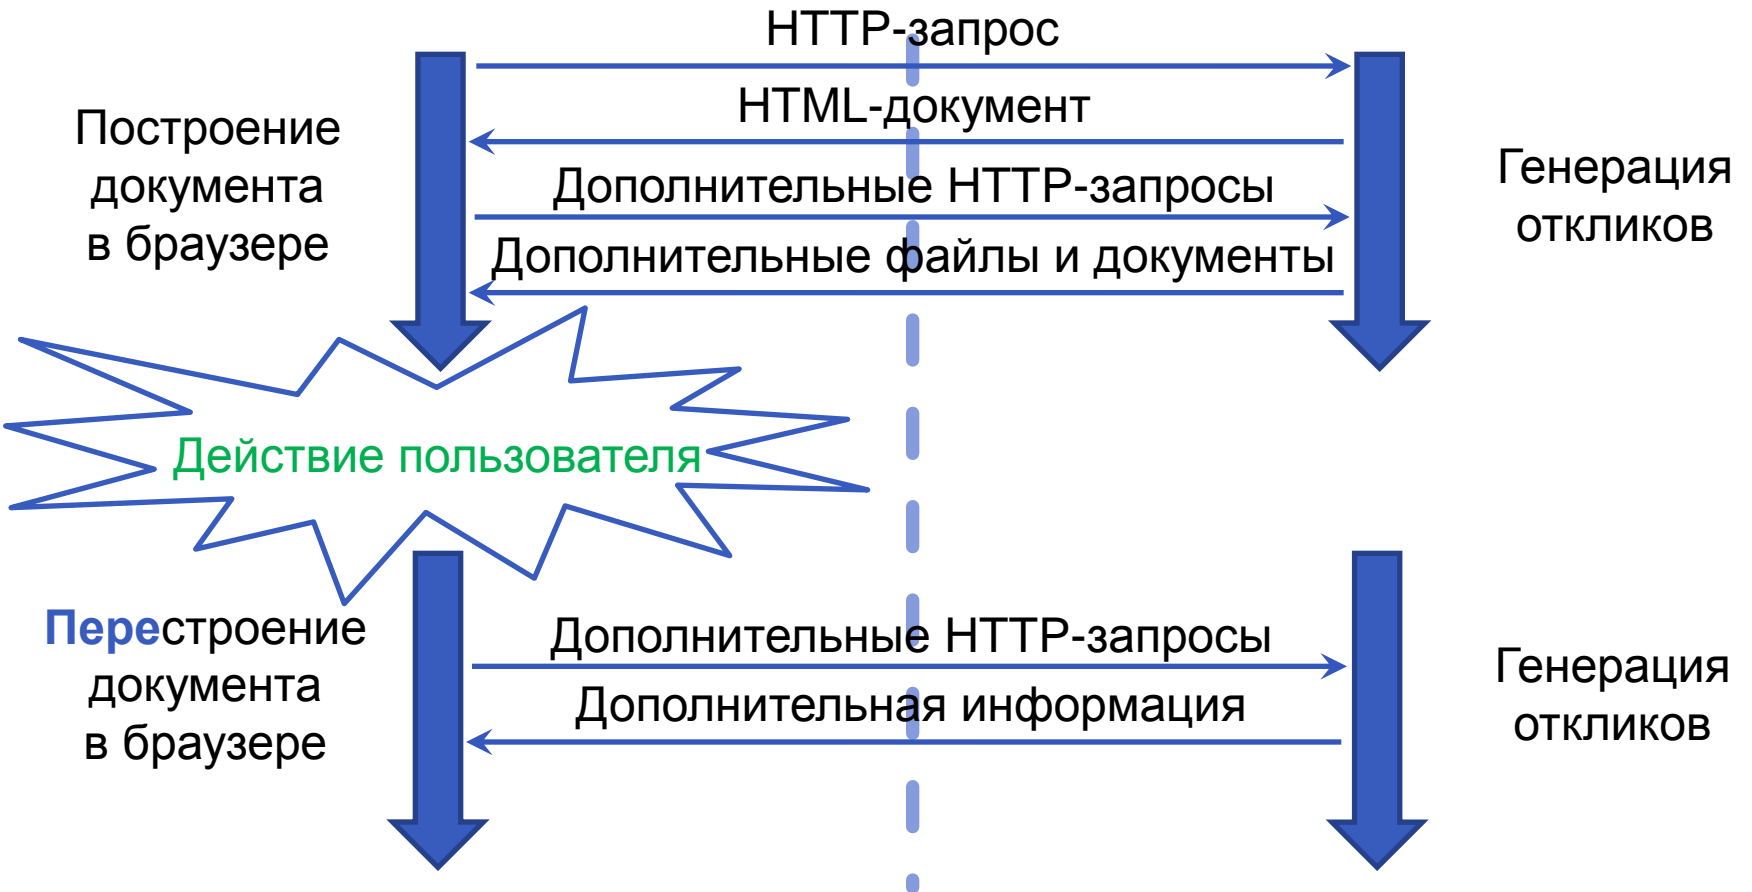 HTTP-запрос
HTML-документ
Построение
документа
в браузере
Дополнительные HTTP-запросы
Дополнительные файлы и документы
Генерация
откликов
Действие пользователя
Перестроение
документа
в браузере
Дополнительные HTTP-запросы
Дополнительная информация
Генерация
откликов